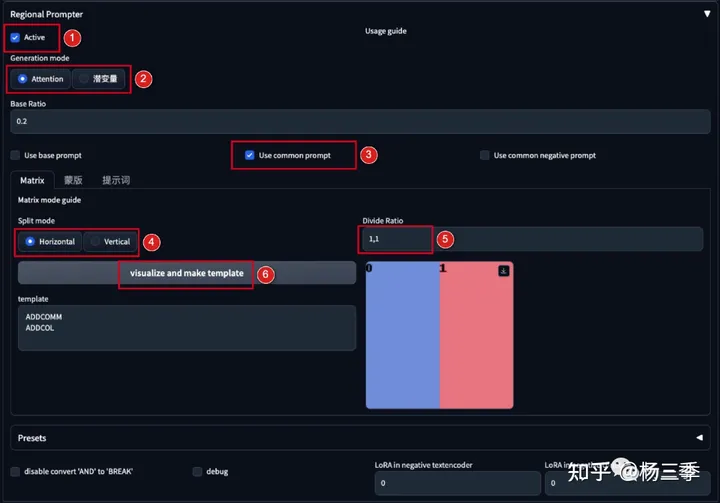 Regional Prompter
Usage guide
Active
1
Generation mode
Attention
潜变量
2
Base Ratio
0.2
Use base prompt
Use common prompt
3
Use common negative prompt
Matrix
蒙版
提示词
Matrix mode guide
Split mode
Divide Ratio
Horizontal
Vertical
4
1,1
5
visualize and make template
6
0
1
template
ADDCOMM
ADDCOL
Presets
disable convert 'AND' to 'BREAK'
debug
LoRA in negative textencoder
LoRA in
0
0
知乎 @杨三季